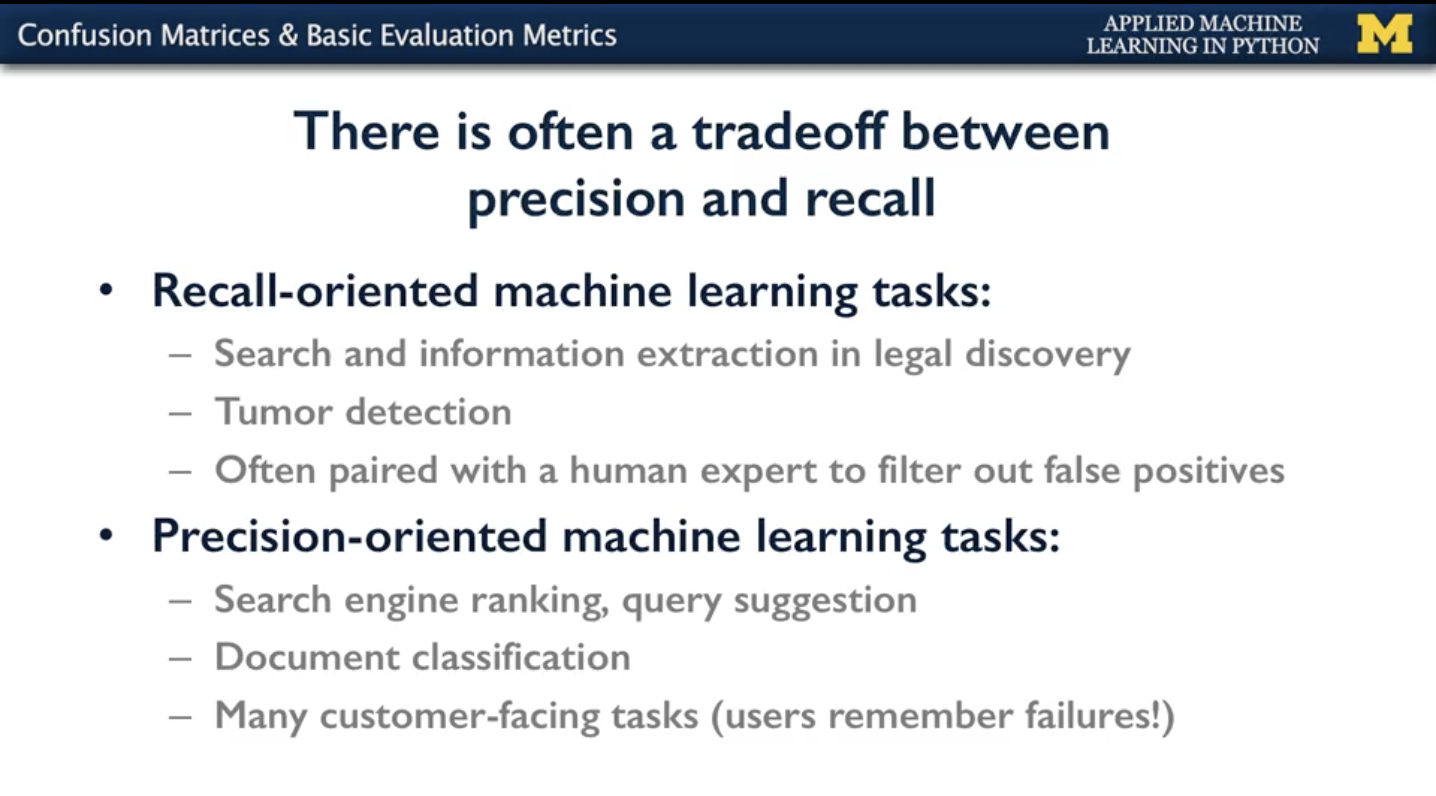 Confusion Matrices & Basic Evaluation Metrics
APPLIED MACHINE
LEARNING IN PYTHON
M
There is often a tradeoff between
precision and recall
• Recall-oriented machine learning tasks:
– Search and information extraction in legal discovery
– Tumor detection
– Often paired with a human expert to filter out false positives
• Precision-oriented machine learning tasks:
– Search engine ranking, query suggestion
– Document classification
– Many customer-facing tasks (users remember failures!)